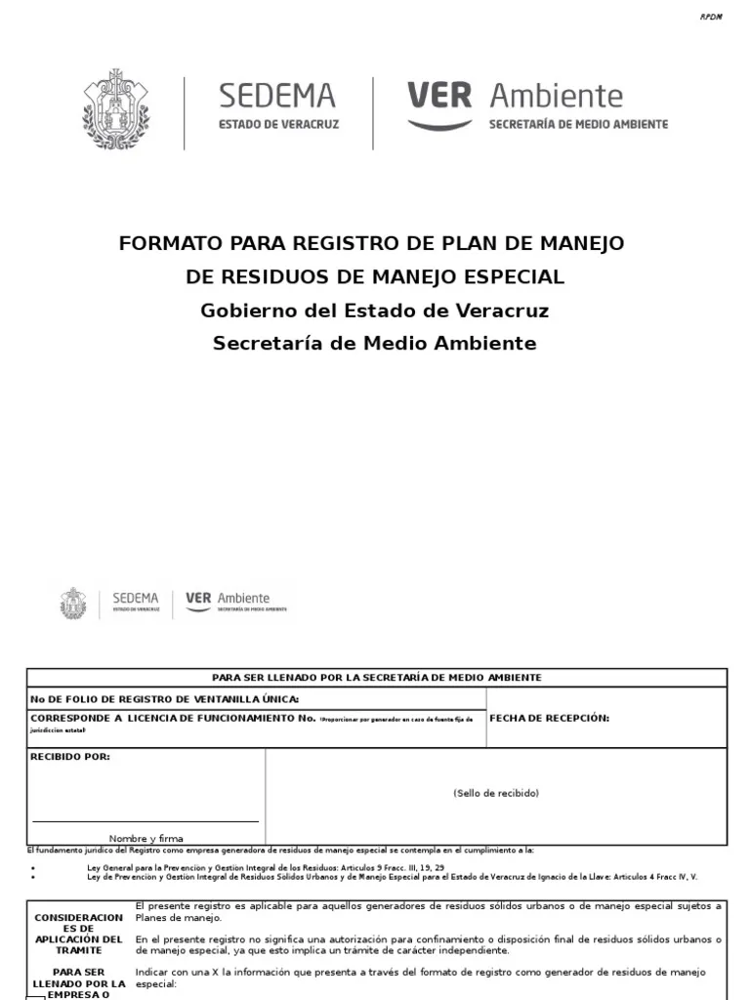 RPDM
SEDEMA
ESTADO DE VERACRUZ
VER Ambiente
SECRETARÍA DE MEDIO AMBIENTE
FORMATO PARA REGISTRO DE PLAN DE MANEJO
DE RESIDUOS DE MANEJO ESPECIAL
Gobierno del Estado de Veracruz
Secretaría de Medio Ambiente
SEDEMA
ESTADO DE VERACRUZ
VER Ambiente
SECRETARÍA DE MEDIO AMBIENTE
PARA SER LLENADO POR LA SECRETARÍA DE MEDIO AMBIENTE
No DE FOLIO DE REGISTRO DE VENTANILLA ÚNICA:
CORRESPONDE A LICENCIA DE FUNCIONAMIENTO No. (Proporcionar por generador en caso de fuente fija de
jurisdiccion estatal)
FECHA DE RECEPCIÓN:
RECIBIDO POR:
(Sello de recibido)
Nombre y firma
El fundamento juridico del Registro como empresa generadora de residuos de manejo especial se contempla en el cumplimiento a la:
• Ley General para la Prevención y Gestión Integral de los Residuos: Articulos 9 Fracc. III, 19, 29
• Ley de Prevención y Gestión Integral de Residuos Sólidos Urbanos y de Manejo Especial para el Estado de Veracruz de Ignacio de la Llave: Articulos 4 Fracc IV, V.
CONSIDERACION
ES DE
APLICACIÓN DEL
TRAMITE
El presente registro es aplicable para aquellos generadores de residuos sólidos urbanos o de manejo especial sujetos a
Planes de manejo.
En el presente registro no significa una autorización para confinamiento o disposición final de residuos sólidos urbanos o
de manejo especial, ya que esto implica un trámite de carácter independiente.
PARA SER
LLENADO POR LA
EMPRESA O
Indicar con una X la información que presenta a través del formato de registro como generador de residuos de manejo
especial: